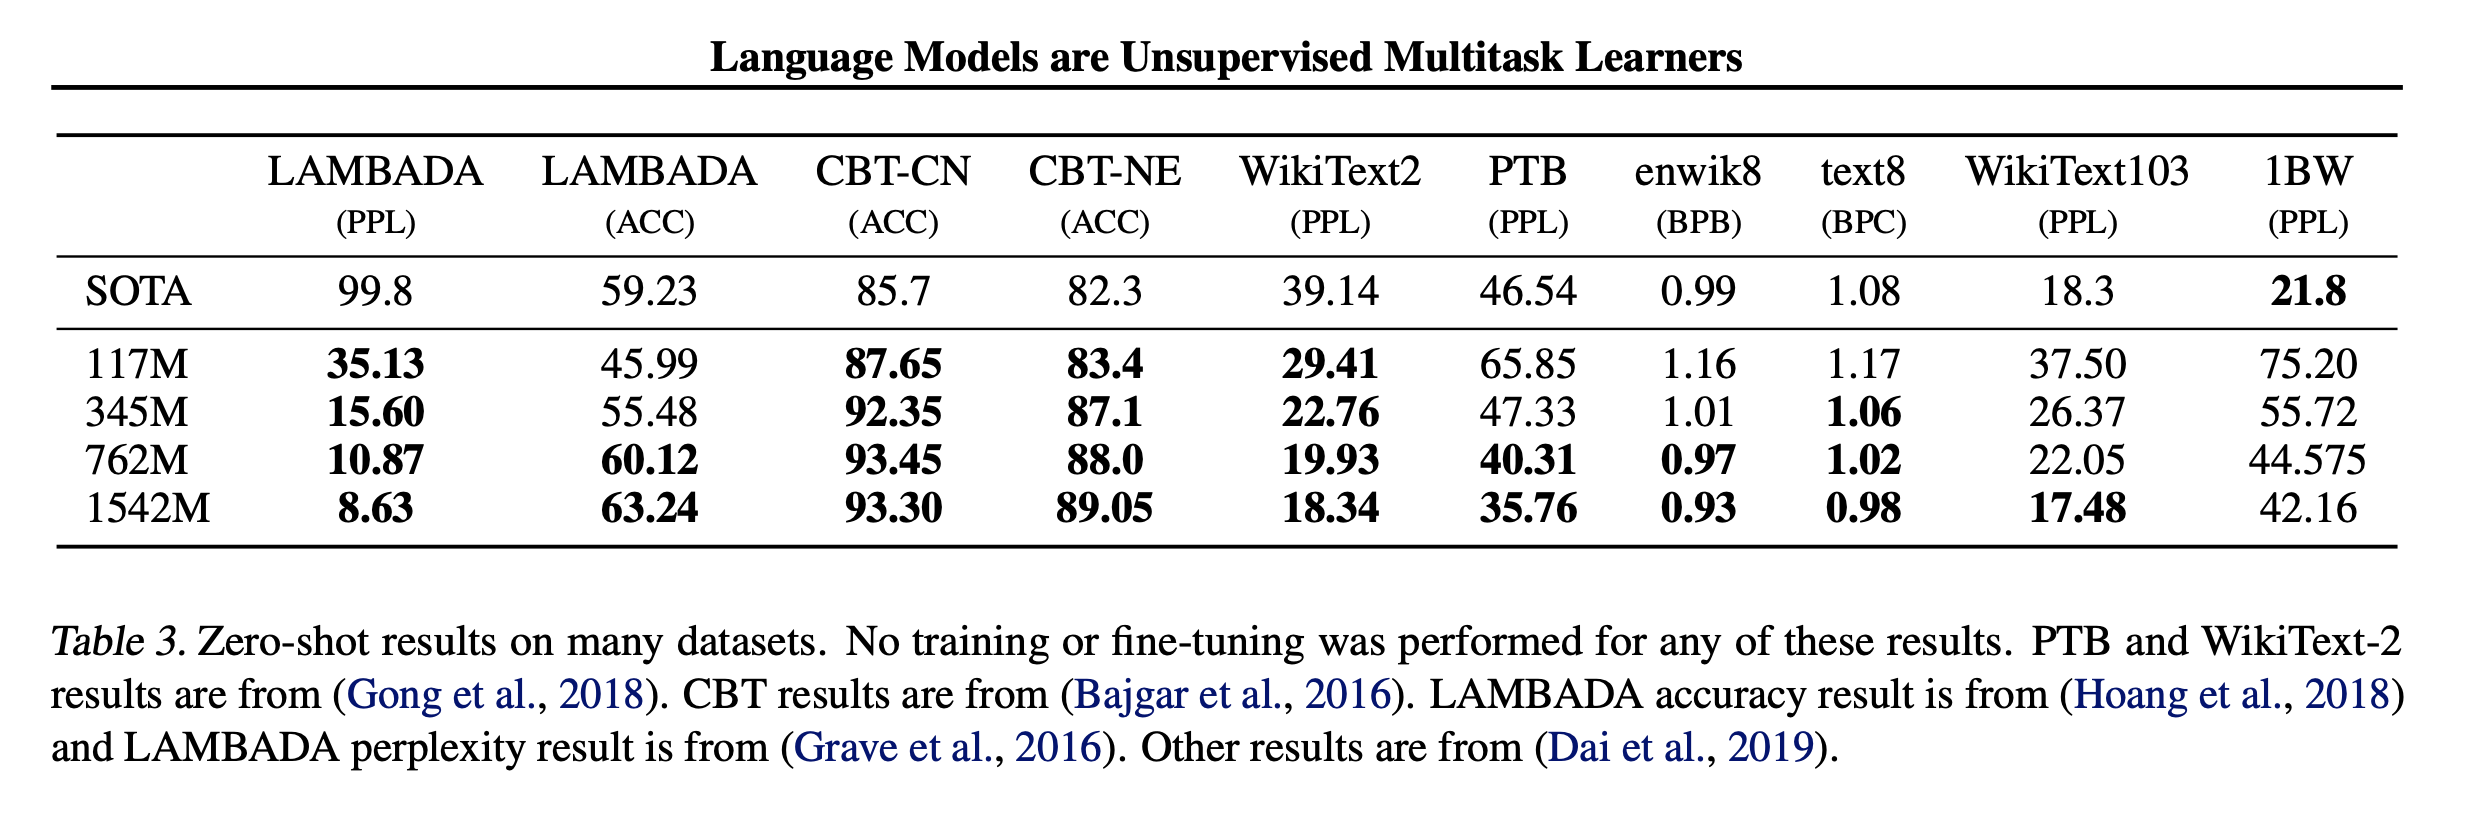 Language Models are Unsupervised Multitask Learners
LAMBADA LAMBADA CBT-CN CBT-NE WikiText2 PTB enwik8 text8 WikiText103 1BW
(PPL) (ACC) (ACC) (ACC) (PPL) (PPL) (BPB) (BPC) (PPL) (PPL)
SOTA 99.8 59.23 85.7 82.3 39.14 46.54 0.99 1.08 18.3 21.8
117M 35.13 45.99 87.65 83.4 29.41 65.85 1.16 1.17 37.50 75.20
345M 15.60 55.48 92.35 87.1 22.76 47.33 1.01 1.06 26.37 55.72
762M 10.87 60.12 93.45 88.0 19.93 40.31 0.97 1.02 22.05 44.575
1542M 8.63 63.24 93.30 89.05 18.34 35.76 0.93 0.98 17.48 42.16
Table 3. Zero-shot results on many datasets. No training or fine-tuning was performed for any of these results. PTB and WikiText-2
results are from (Gong et al., 2018). CBT results are from (Bajgar et al., 2016). LAMBADA accuracy result is from (Hoang et al., 2018)
and LAMBADA perplexity result is from (Grave et al., 2016). Other results are from (Dai et al., 2019).